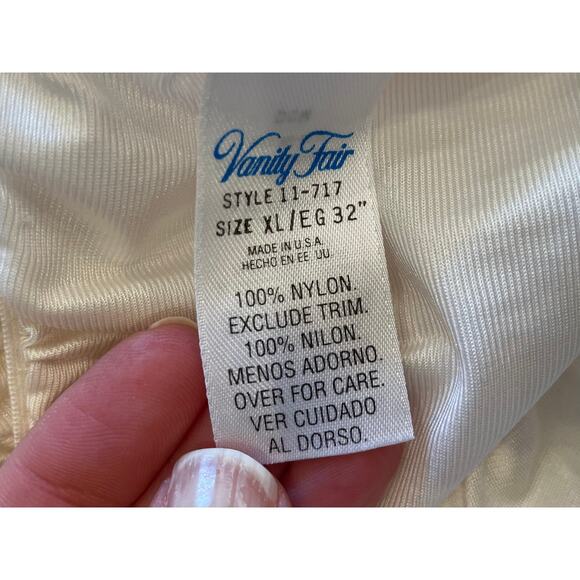 Vanity Fair
STYLE 11-717
SIZE XL/EG 32"
MADE IN U.S.A.
HECHO EN EE. UU.
100% NYLON.
EXCLUDE TRIM.
100% NILON.
MENOS ADORNO.
OVER FOR CARE.
VER CUIDADO
AL DORSO.